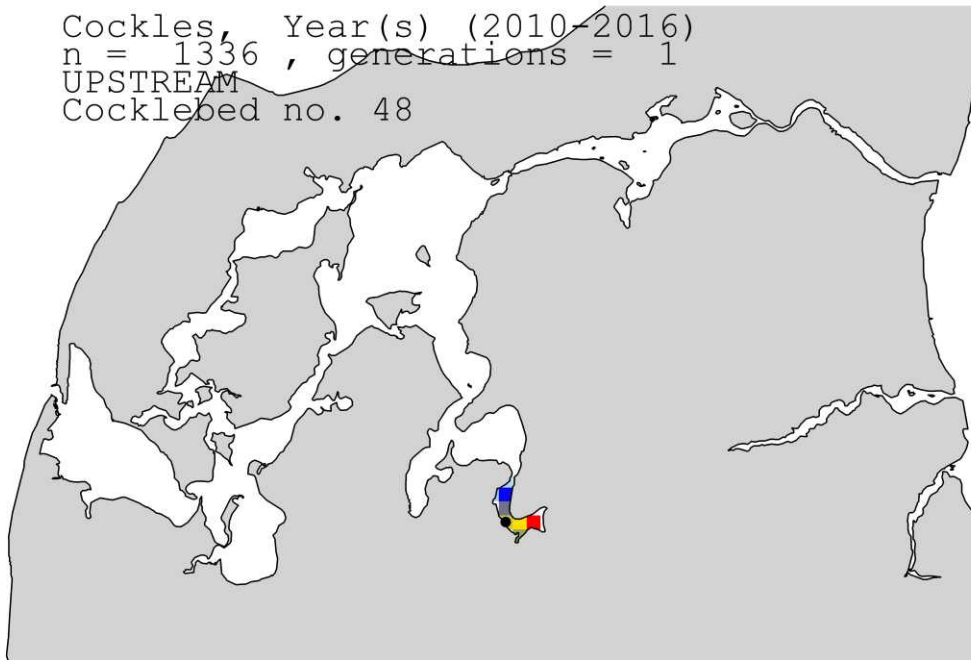 Cockles, Year(s) (2010-2016)
n = 1336 , generations = 1
UPSTREAM
Cocklebed no. 48